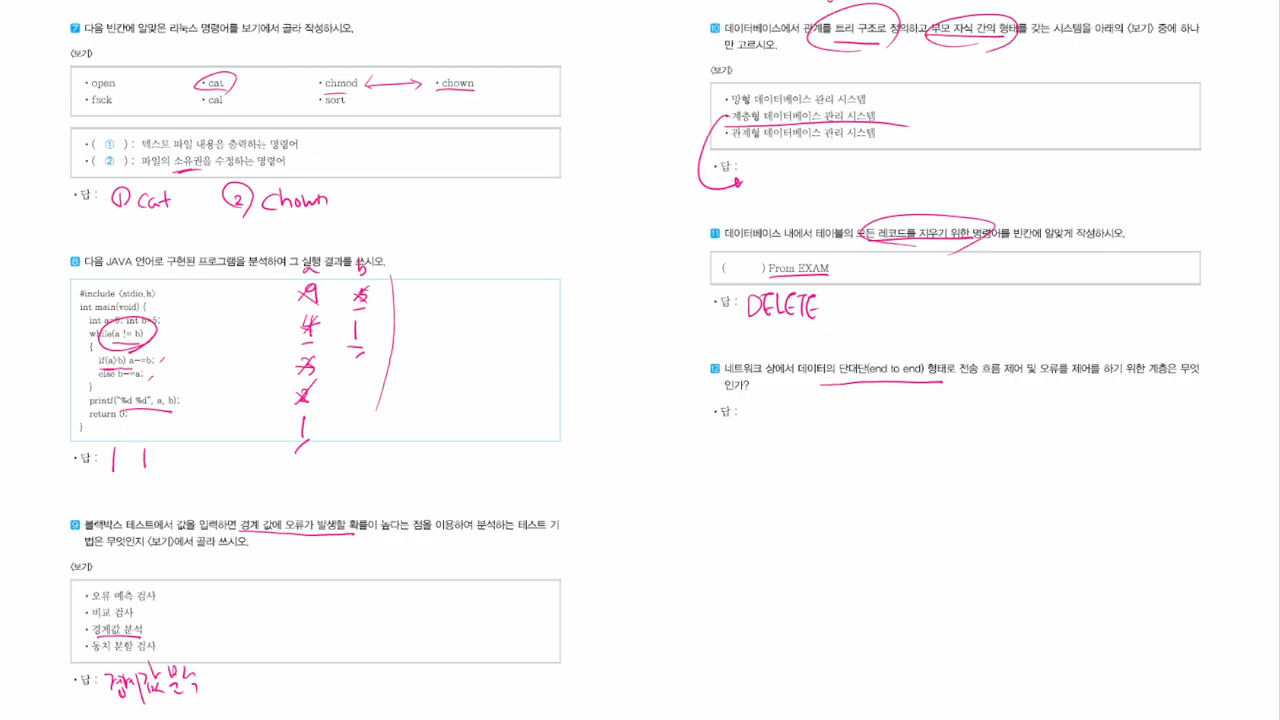 7 다음 빈칸에 알맞은 리눅스 명령어를 보기에서 골라 작성하시오.
〈보기〉
• open • cat • chmod • chown
• fsck • cal • sort
• ( ① ) : 텍스트 파일 내용을 출력하는 명령어
• ( ② ) : 파일의 소유권을 수정하는 명령어
• 답 : ① cat ② chown
8 다음 JAVA 언어로 구현된 프로그램을 분석하여 그 실행 결과를 쓰시오.
a b
#include 〈stdio.h〉
int main(void) {
int a=9; int b=5;
while(a != b)
{
if(a>b) a-=b;
else b-=a;
}
printf("%d %d", a, b);
return 0;
}
9 5
4 1
3
2
1
• 답 : 1 1
9 블랙박스 테스트에서 값을 입력하면 경계 값에 오류가 발생할 확률이 높다는 점을 이용하여 분석하는 테스트 기
법은 무엇인지 〈보기〉에서 골라 쓰시오.
〈보기〉
• 오류 예측 검사
• 비교 검사
• 경계값 분석
• 동치 분할 검사
• 답 : 경계값 분석
10 데이터베이스에서 관계를 트리 구조로 정의하고 부모 자식 간의 형태를 갖는 시스템을 아래의 〈보기〉 중에 하나
만 고르시오.
〈보기〉
• 망형 데이터베이스 관리 시스템
• 계층형 데이터베이스 관리 시스템
• 관계형 데이터베이스 관리 시스템
• 답 :
11 데이터베이스 내에서 테이블의 모든 레코드를 지우기 위한 명령어를 빈칸에 알맞게 작성하시오.
( ) From EXAM
• 답 : DELETE
12 네트워크 상에서 데이터의 단대단(end to end) 형태로 전송 흐름 제어 및 오류를 제어를 하기 위한 계층은 무엇
인가?
• 답 :